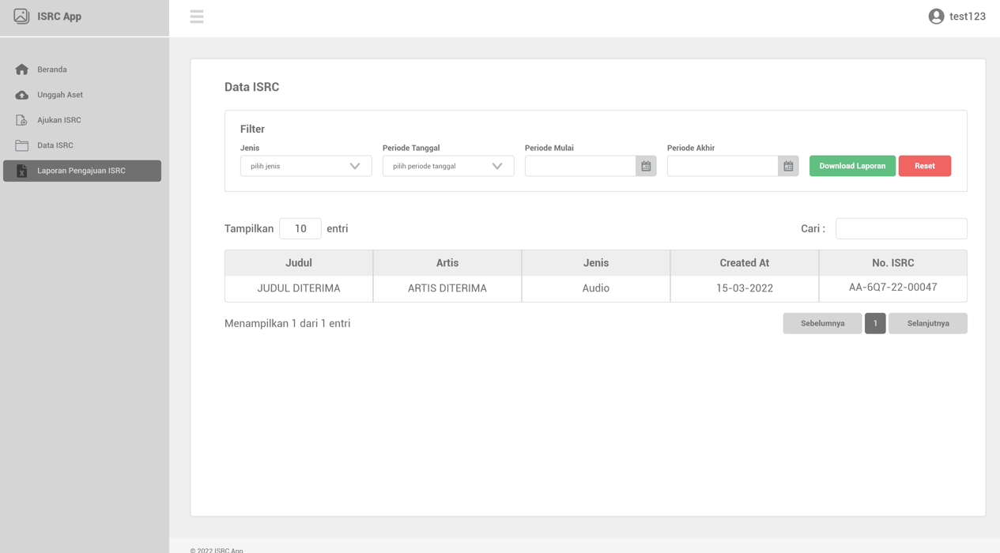 ISRC App
test123
Beranda
Unggah Aset
Ajukan ISRC
Data ISRC
Laporan Pengajuan ISRC
Data ISRC
Filter
Jenis Periode Tanggal Periode Mulai Periode Akhir
pilih jenis pilih periode tanggal Download Laporan Reset
Tampilkan 10 entri Cari :
Judul Artis Jenis Created At No. ISRC
JUDUL DITERIMA ARTIS DITERIMA Audio 15-03-2022 AA-6Q7-22-00047
Menampilkan 1 dari 1 entri Sebelumnya 1 Selanjutnya
© 2022 ISRC App